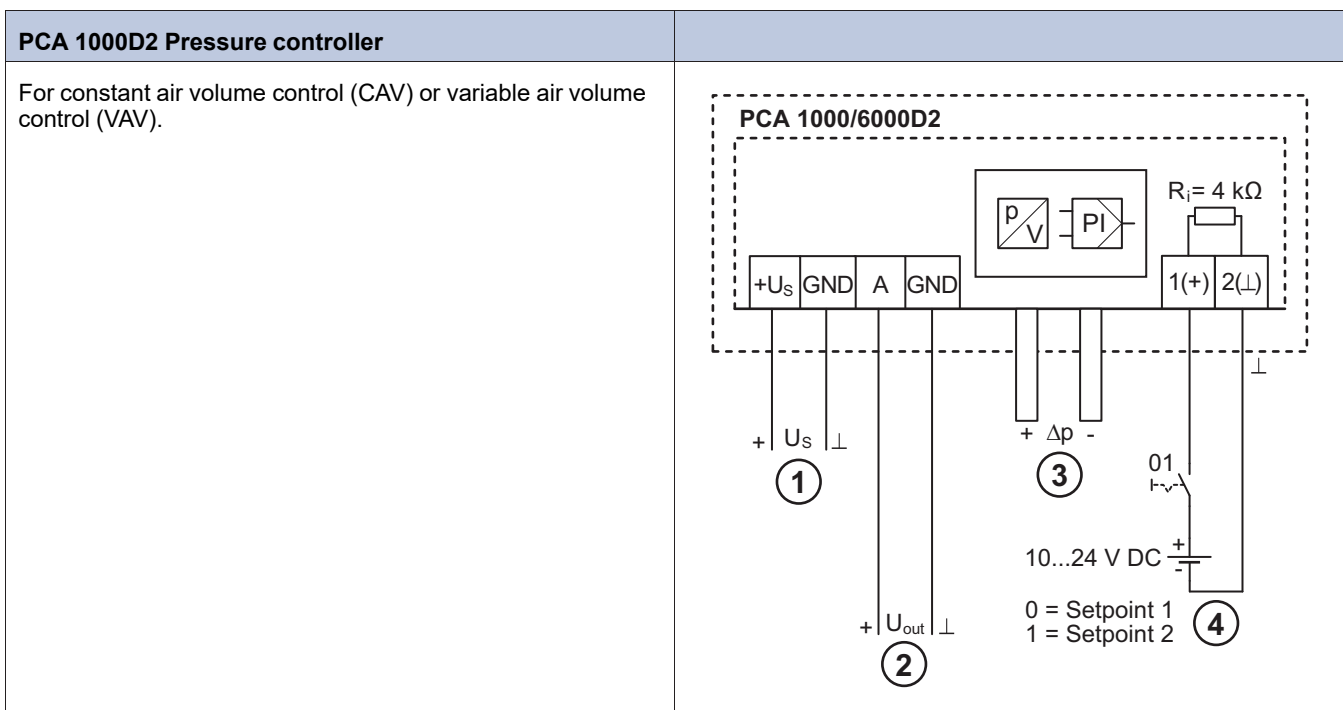 PCA 1000D2 Pressure controller
For constant air volume control (CAV) or variable air volume
control (VAV).
PCA 1000/6000D2
Rᵢ= 4 kΩ
p
V
PI
+Uₛ GND A GND
1(+) 2(⊥)
⊥
+ Uₛ ⊥
1
+ Δp -
3
01
+
10...24 V DC
-
0 = Setpoint 1
1 = Setpoint 2
4
+ Uₒᵤₜ ⊥
2